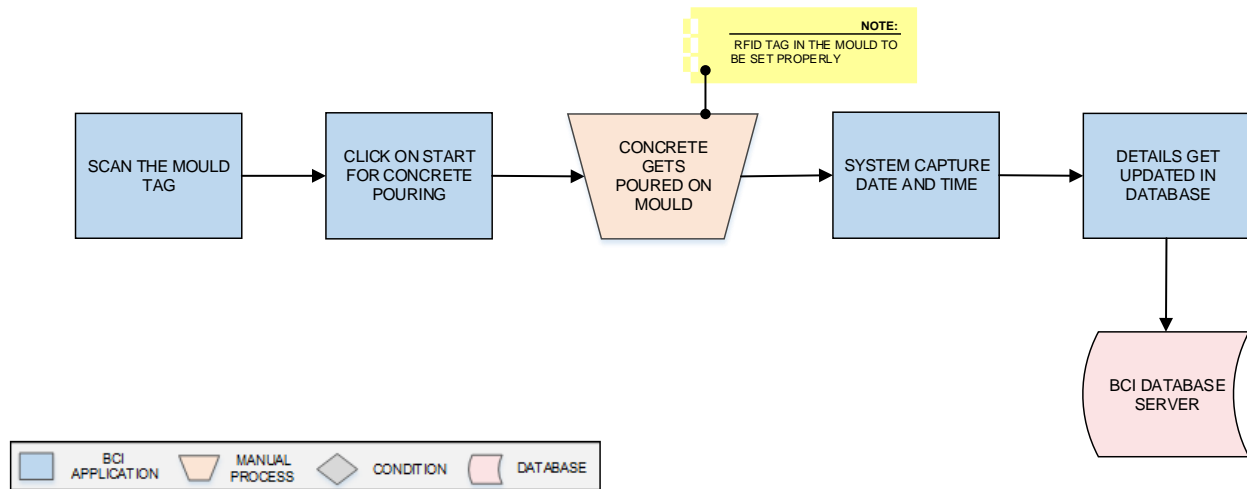 NOTE:
RFID TAG IN THE MOULD TO
BE SET PROPERLY
SCAN THE MOULD
TAG
CLICK ON START
FOR CONCRETE
POURING
CONCRETE
GETS
POURED ON
MOULD
SYSTEM CAPTURE
DATE AND TIME
DETAILS GET
UPDATED IN
DATABASE
BCI DATABASE
SERVER
BCI
APPLICATION
MANUAL
PROCESS
CONDITION
DATABASE